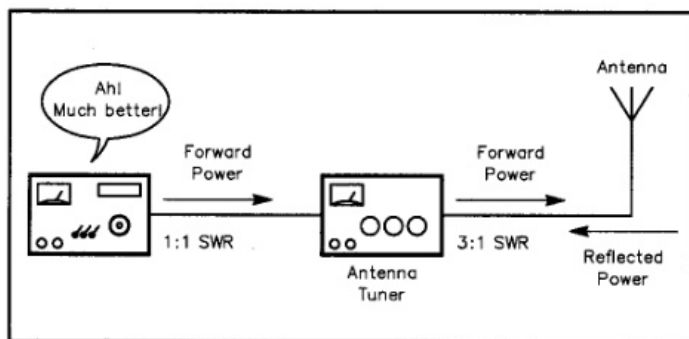 Ah!
Much better!
Antenna
Forward
Power
Forward
Power
1:1 SWR
3:1 SWR
Antenna
Tuner
Reflected
Power